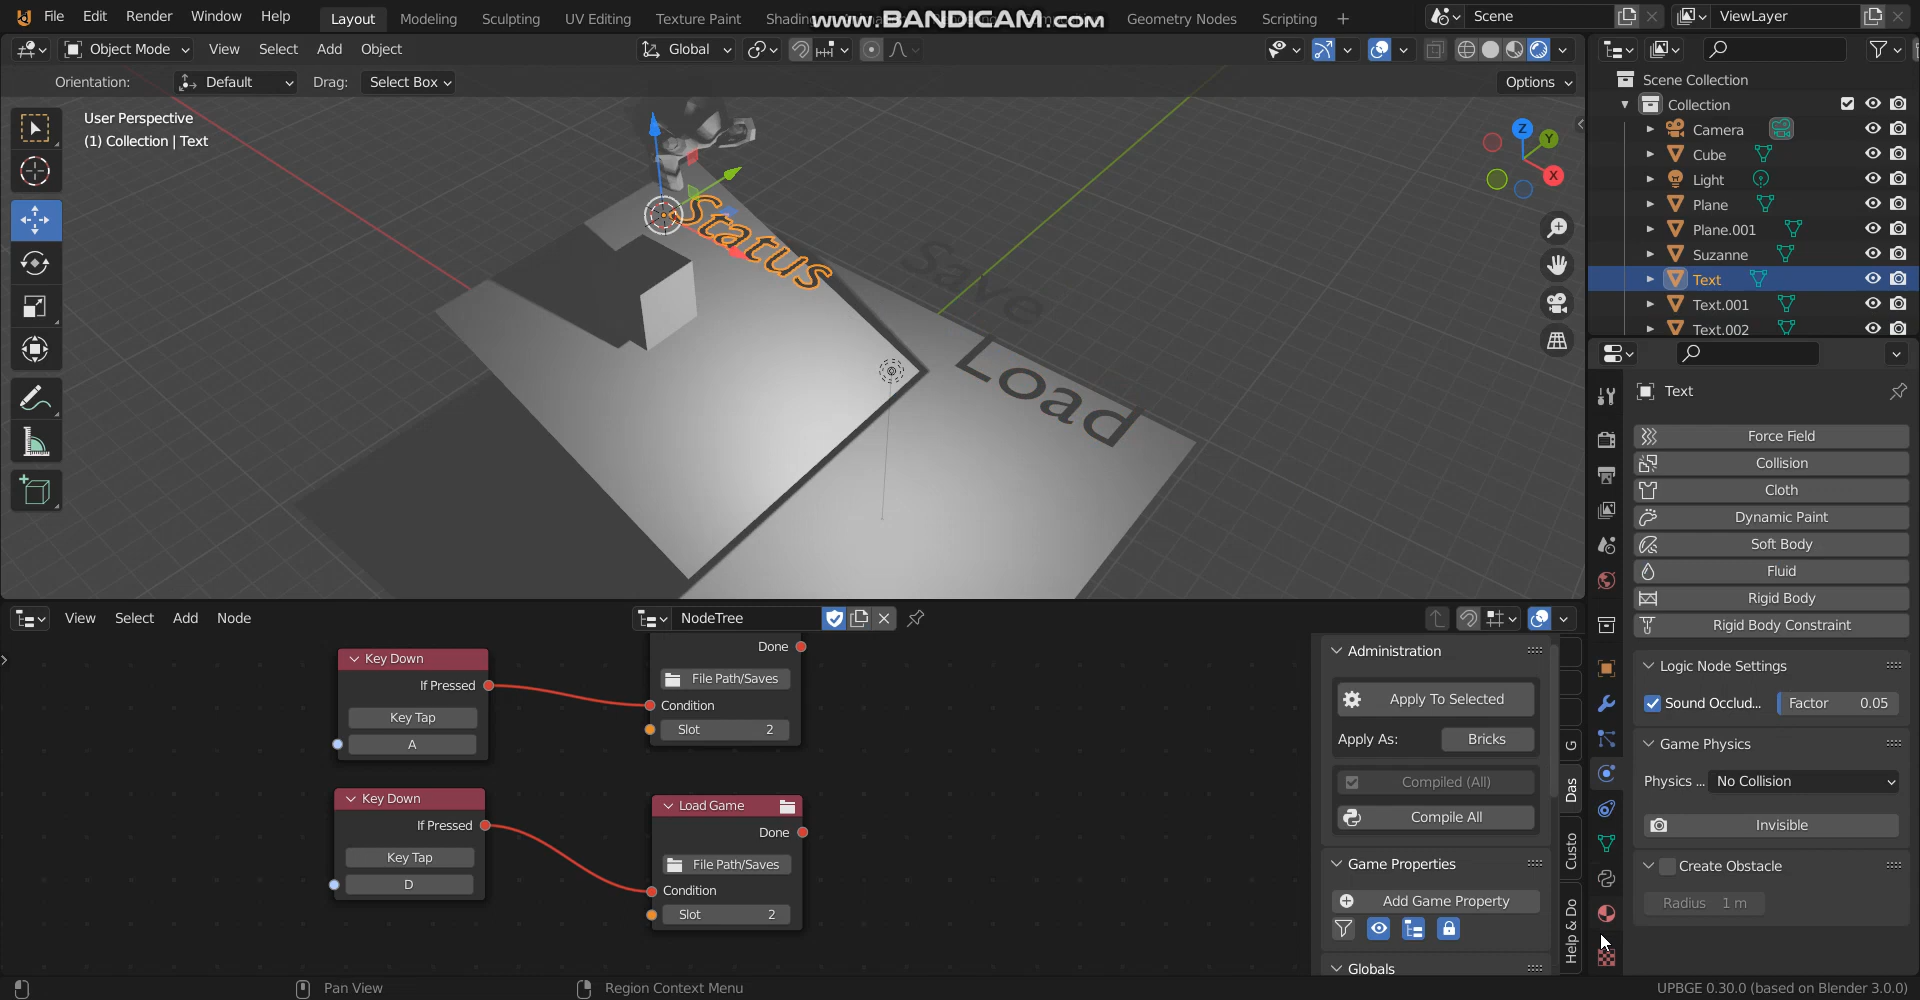 File Edit Render Window Help Layout Modeling Sculpting UV Editing Texture Paint Shading Geometry Nodes Scripting Scene ViewLayer
www.BANDICAM.com
Object Mode View Select Add Object Global
Orientation: Default Drag: Select Box Options
User Perspective
(1) Collection | Text
Z
Y
X
Status
Save
Load
Scene Collection
Collection
Camera
Cube
Light
Plane
Plane.001
Suzanne
Text
Text.001
Text.002
Text
Force Field
Collision
Cloth
Dynamic Paint
Soft Body
Fluid
Rigid Body
Rigid Body Constraint
Logic Node Settings
Sound Occlud... Factor 0.05
Game Physics
Physics ... No Collision
Invisible
Create Obstacle
Radius 1 m
View Select Add Node NodeTree
Key Down
If Pressed
Key Tap
A
Done
File Path/Saves
Condition
Slot 2
Key Down
If Pressed
Key Tap
D
Load Game
Done
File Path/Saves
Condition
Slot 2
Administration
Apply To Selected
Apply As: Bricks
Compiled (All)
Compile All
Game Properties
Add Game Property
Globals
G
Das
Custo
Help & Do
Pan View Region Context Menu UPBGE 0.30.0 (based on Blender 3.0.0)